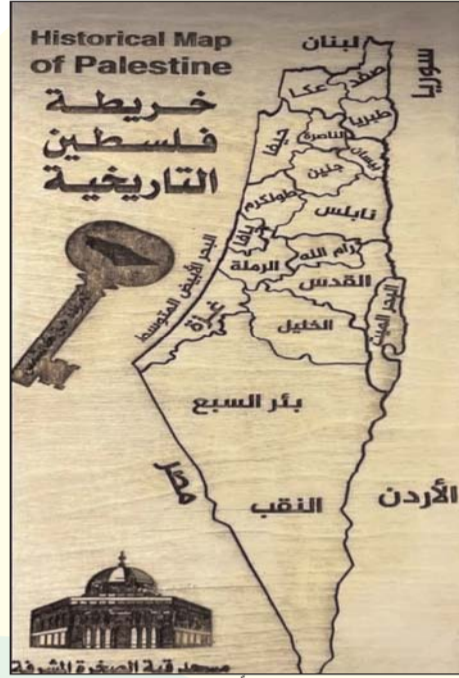 Historical Map
of Palestine
خريطة
فلسطين
التاريخية
لبنان
سوريا
صفد
عكا
طبريا
حيفا
الناصرة
بيسان
جنين
طولكرم
نابلس
يافا
رام الله
الرملة
القدس
البحر الأبيض المتوسط
غزة
الخليل
البحر الميت
بئر السبع
مصر
النقب
الأردن
مسجد قبة الصخرة المشرفة